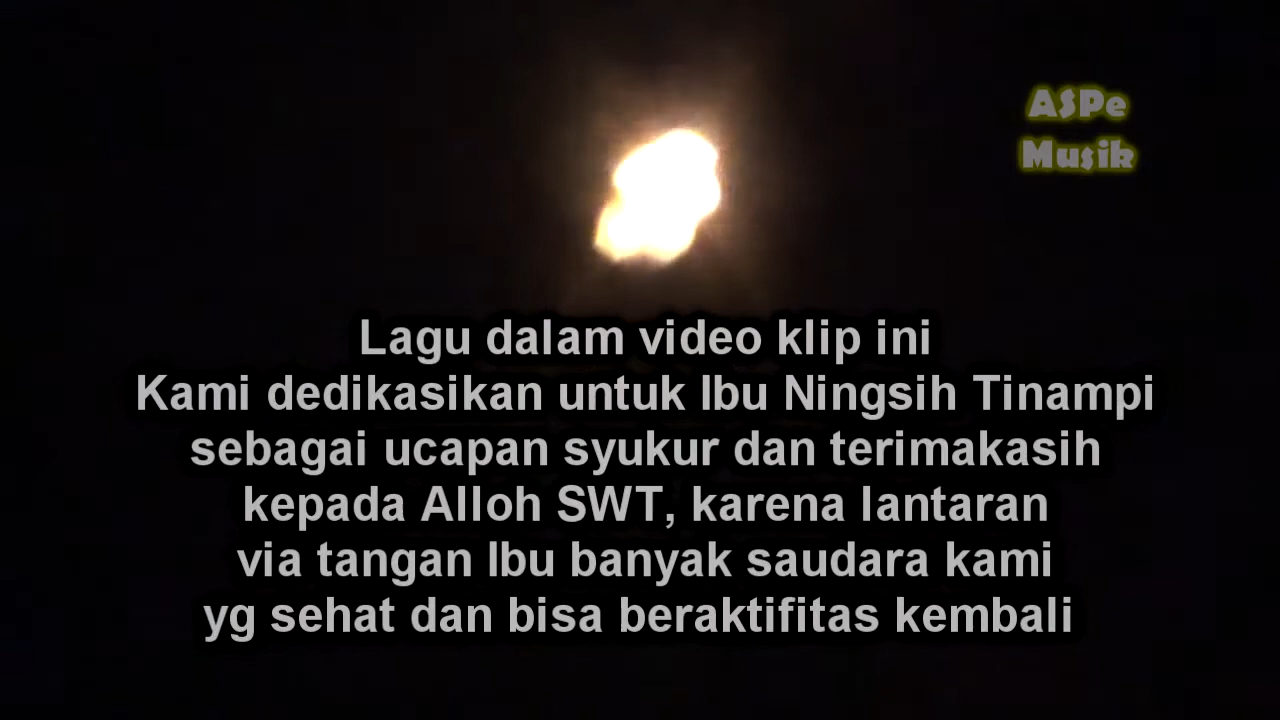 ASPe
Musik
Lagu dalam video klip ini
Kami dedikasikan untuk Ibu Ningsih Tinampi
sebagai ucapan syukur dan terimakasih
kepada Alloh SWT, karena lantaran
via tangan Ibu banyak saudara kami
yg sehat dan bisa beraktifitas kembali